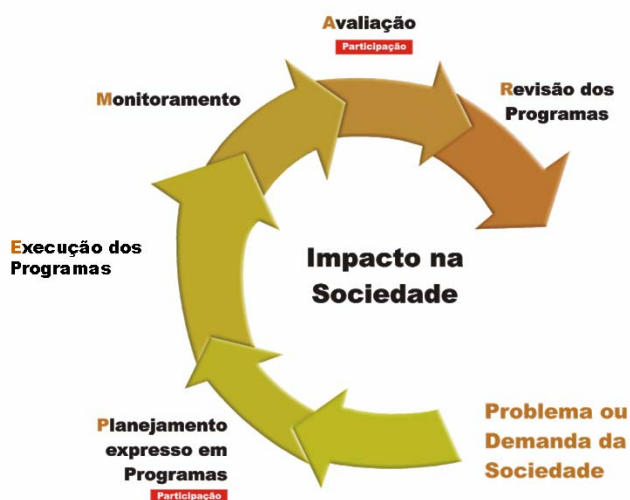 Avaliação
Participação
Revisão dos
Programas
Monitoramento
Execução dos
Programas
Impacto na
Sociedade
Planejamento
expresso em
Programas
Participação
Problema ou
Demanda da
Sociedade